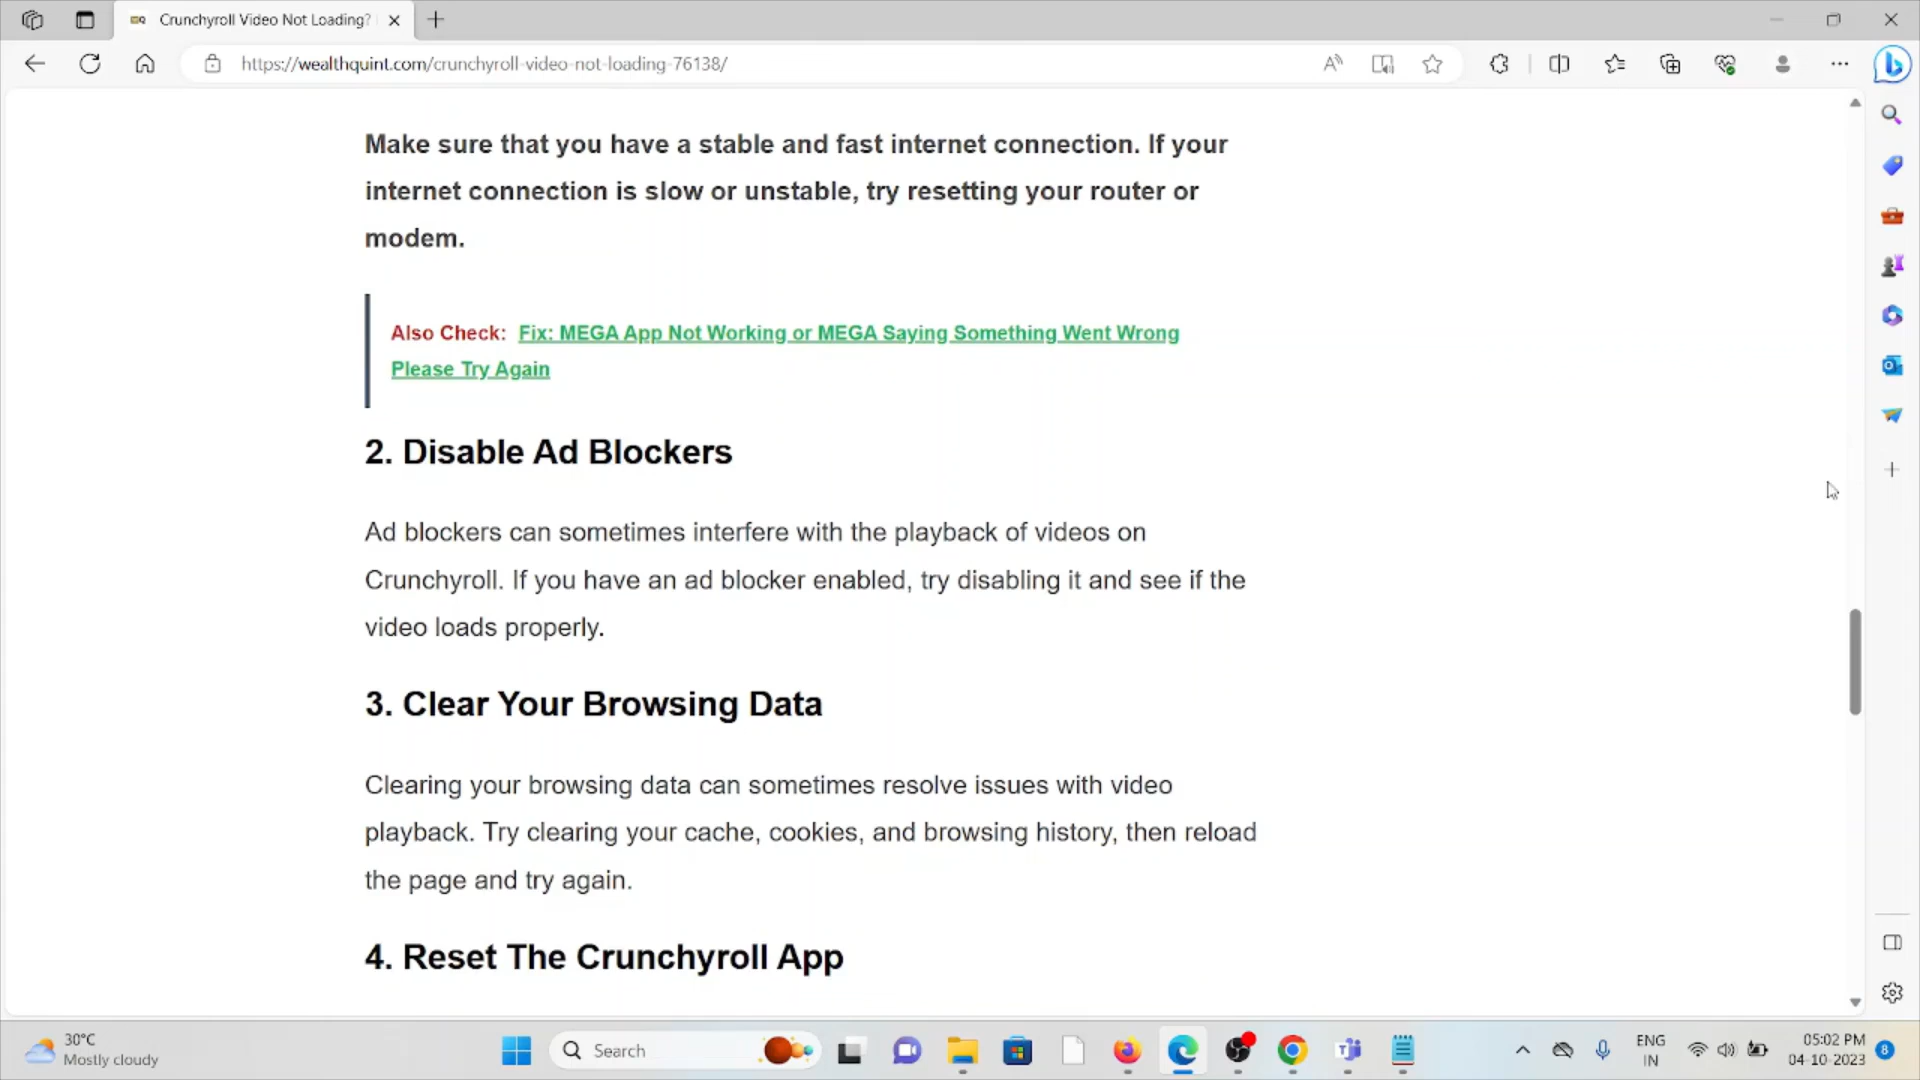 Crunchyroll Video Not Loading?
https://wealthquint.com/crunchyroll-video-not-loading-76138/
Make sure that you have a stable and fast internet connection. If your
internet connection is slow or unstable, try resetting your router or
modem.
Also Check: Fix: MEGA App Not Working or MEGA Saying Something Went Wrong
Please Try Again
2. Disable Ad Blockers
Ad blockers can sometimes interfere with the playback of videos on
Crunchyroll. If you have an ad blocker enabled, try disabling it and see if the
video loads properly.
3. Clear Your Browsing Data
Clearing your browsing data can sometimes resolve issues with video
playback. Try clearing your cache, cookies, and browsing history, then reload
the page and try again.
4. Reset The Crunchyroll App
30°C
Mostly cloudy
Search
ENG
IN
05:02 PM
04-10-2023
8